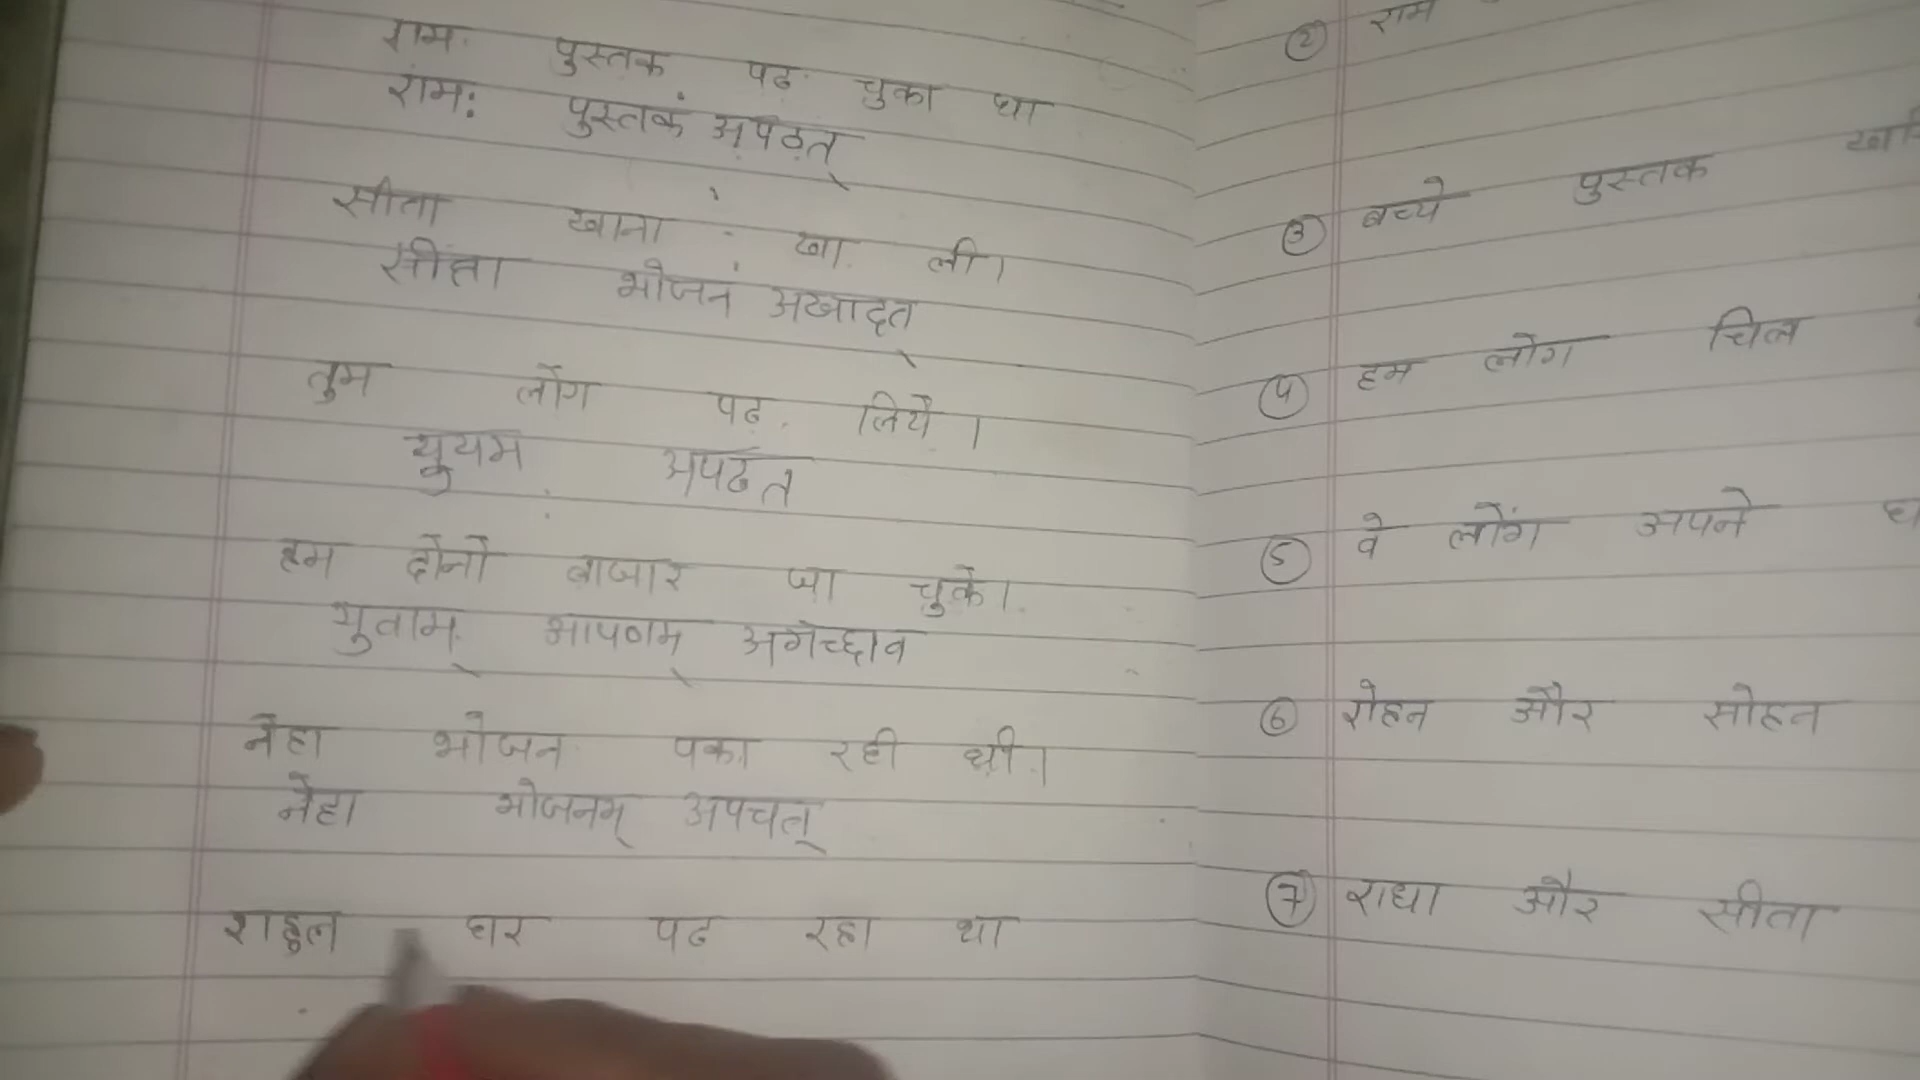 राम पुस्तक पढ़ चुका था
राम: पुस्तकं अपठत्
सीता खाना खा ली।
सीता भोजनं अखादत्
तुम लोग पढ़ लिये।
युयम अपठत
हम दोनो बाजार जा चुके।
युवाम् आपणम् अगच्छाव
नेहा भोजन पका रही थी।
नेहा भोजनम् अपचत्
राहुल घर पढ रहा था
② राम
③ बच्चे पुस्तक
④ हम लोग चित्र
⑤ वे लोंग अपने
⑥ रोहन और सोहन
⑦ राधा और सीता